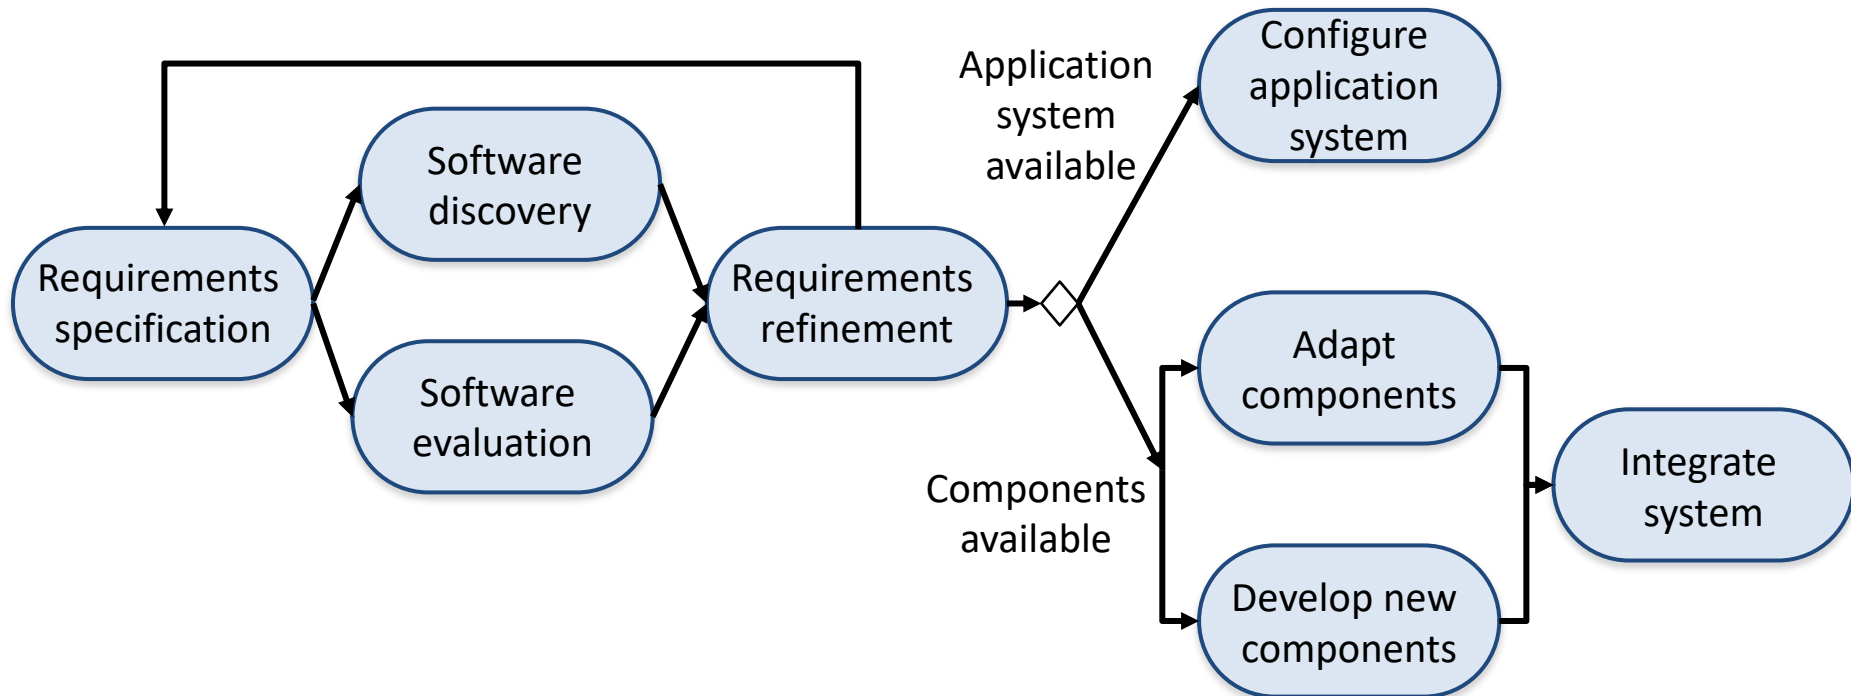 Requirements
specification
Software
discovery
Software
evaluation
Requirements
refinement
Application
system
available
Configure
application
system
Components
available
Adapt
components
Develop new
components
Integrate
system